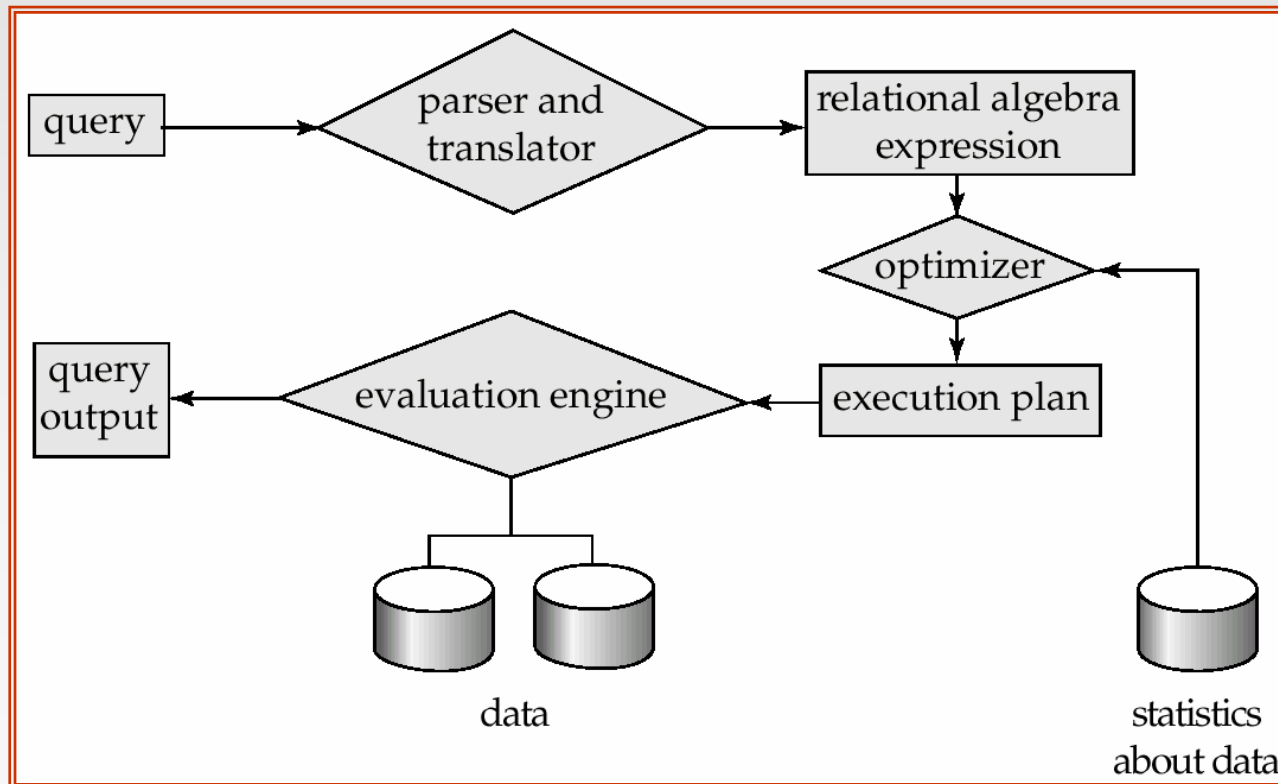 query
parser and
translator
relational algebra
expression
optimizer
query
output
evaluation engine
execution plan
data
statistics
about data